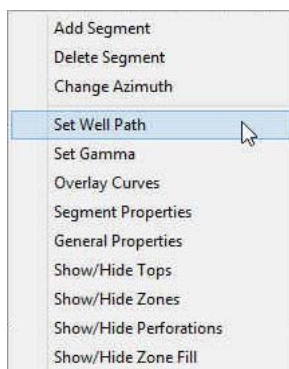 Add Segment
Delete Segment
Change Azimuth
Set Well Path
Set Gamma
Overlay Curves
Segment Properties
General Properties
Show/Hide Tops
Show/Hide Zones
Show/Hide Perforations
Show/Hide Zone Fill